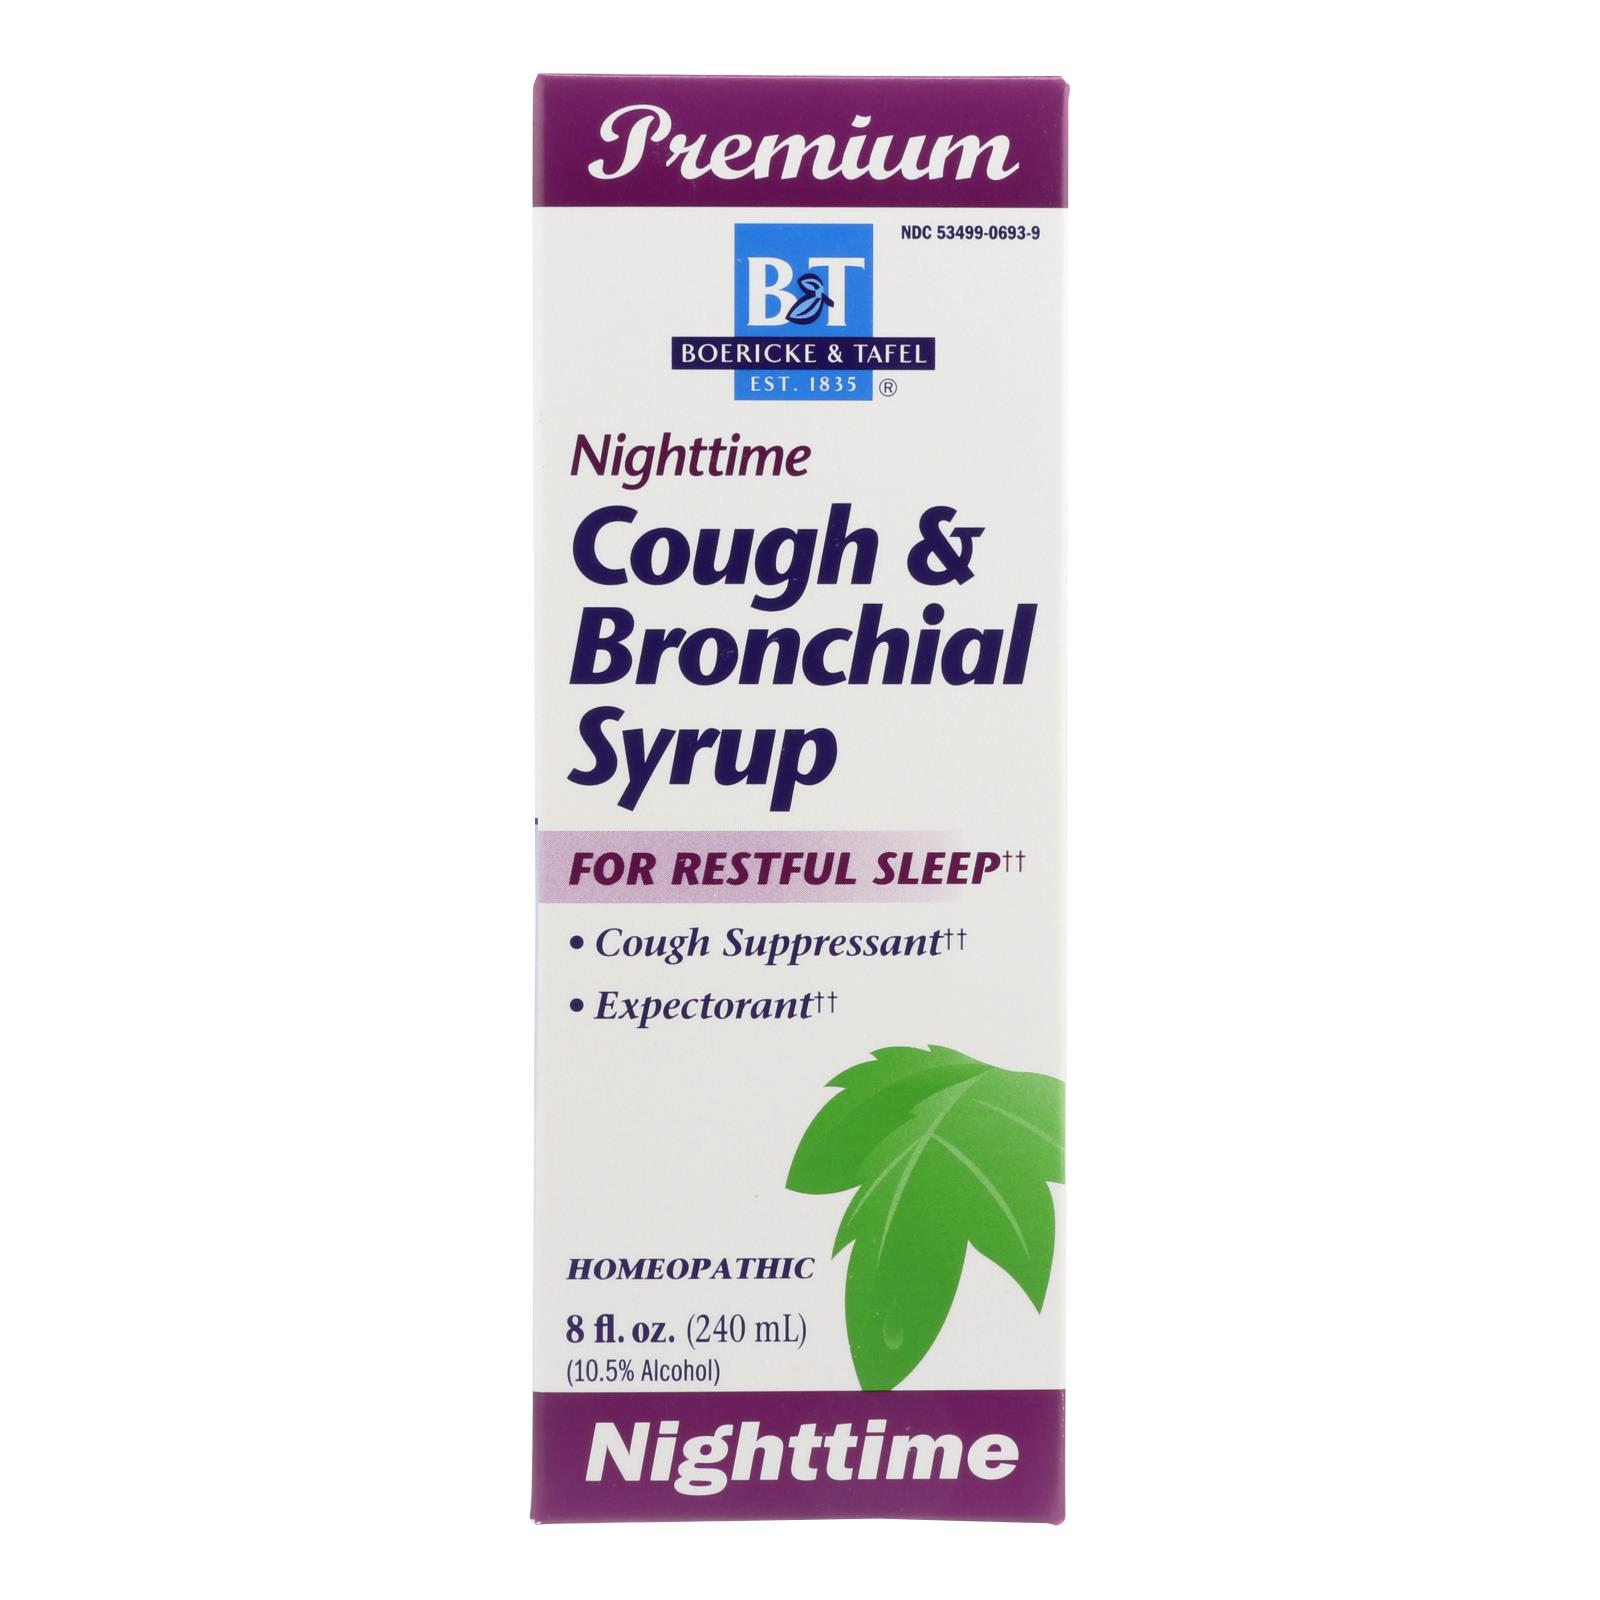 Premium
NDC 53499-0693-9
B&T
BOERICKE & TAFEL
EST. 1835 ®
Nighttime
Cough &
Bronchial
Syrup
FOR RESTFUL SLEEP††
• Cough Suppressant††
• Expectorant††
HOMEOPATHIC
8 fl. oz. (240 mL)
(10.5% Alcohol)
Nighttime